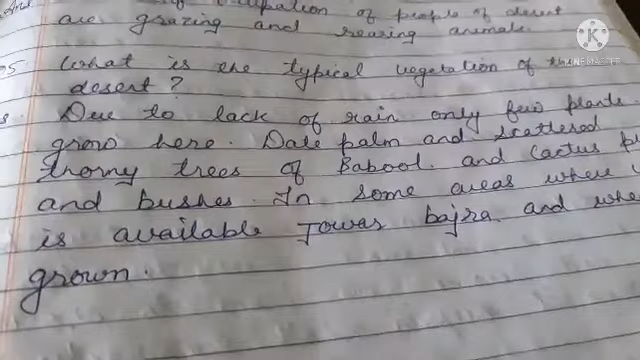 occupation of people of desert
are grazing and rearing animals.
What is the typical vegetation of the
desert?
Due to lack of rain only few plants
grow here. Date palm and scattered
thorny trees of Babool. and Cactus
and bushes. In some areas where
is available Jowar bajra and
grown.
K
KINEMASTER